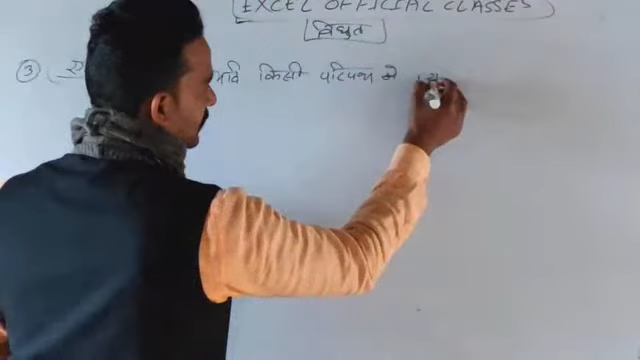 EXCEL OFFICIAL CLASSES
विद्युत
③ यदि किसी परिपथ मे